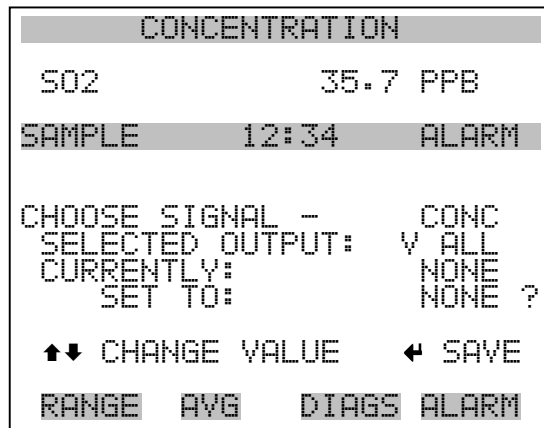 CONCENTRATION
SO2 35.7 PPB
SAMPLE 12:34 ALARM
CHOOSE SIGNAL - CONC
SELECTED OUTPUT: V ALL
CURRENTLY: NONE
SET TO: NONE ?
⬆⬇ CHANGE VALUE ↵ SAVE
RANGE AVG DIAGS ALARM